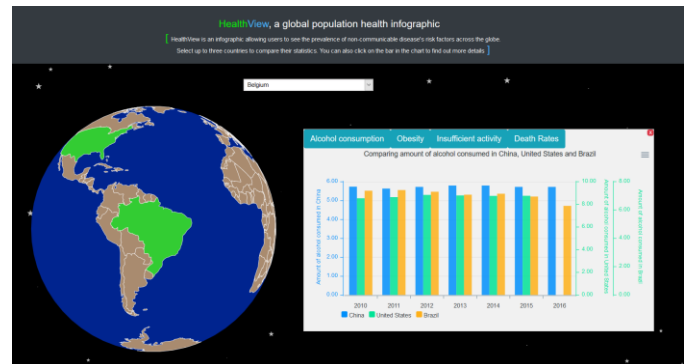 HealthView, a global population health infographic
[ HealthView is an infographic allowing users to see the prevalence of non-communicable disease's risk factors across the globe.
Select up to three countries to compare their statistics. You can also click on the bar in the chart to find out more details ]
Belgium
Alcohol consumption Obesity Insufficient activity Death Rates
Comparing amount of alcohol consumed in China, United States and Brazil
Amount of alcohol consumed in China
6.00
5.00
4.00
3.00
2.00
1.00
0.00
10.00
8.00
6.00
4.00
2.00
0.00
Amount of alcohol consumed in United States
8.00
6.00
4.00
2.00
0.00
Amount of alcohol consumed in Brazil
2010 2011 2012 2013 2014 2015 2016
China United States Brazil